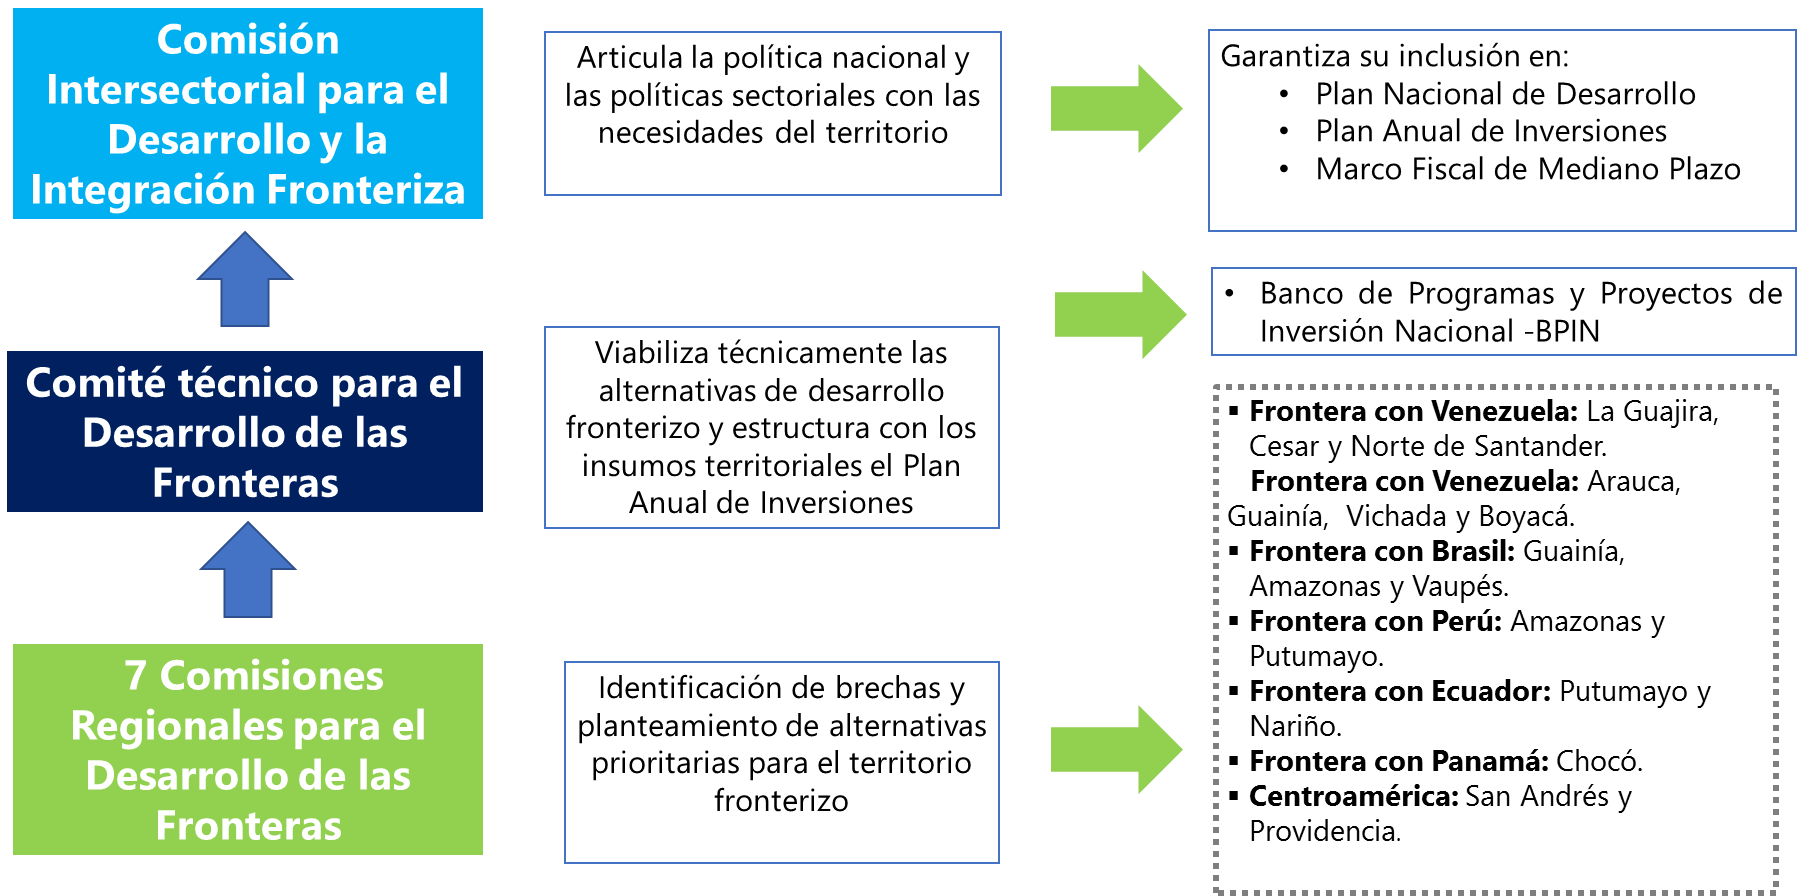 Comisión
Intersectorial para el
Desarrollo y la
Integración Fronteriza
Articula la política nacional y
las políticas sectoriales con las
necesidades del territorio
Garantiza su inclusión en:
• Plan Nacional de Desarrollo
• Plan Anual de Inversiones
• Marco Fiscal de Mediano Plazo
• Banco de Programas y Proyectos de
Inversión Nacional -BPIN
Comité técnico para el
Desarrollo de las
Fronteras
Viabiliza técnicamente las
alternativas de desarrollo
fronterizo y estructura con los
insumos territoriales el Plan
Anual de Inversiones
7 Comisiones
Regionales para el
Desarrollo de las
Fronteras
Identificación de brechas y
planteamiento de alternativas
prioritarias para el territorio
fronterizo
▪ Frontera con Venezuela: La Guajira,
Cesar y Norte de Santander.
Frontera con Venezuela: Arauca,
Guainía, Vichada y Boyacá.
▪ Frontera con Brasil: Guainía,
Amazonas y Vaupés.
▪ Frontera con Perú: Amazonas y
Putumayo.
▪ Frontera con Ecuador: Putumayo y
Nariño.
▪ Frontera con Panamá: Chocó.
▪ Centroamérica: San Andrés y
Providencia.